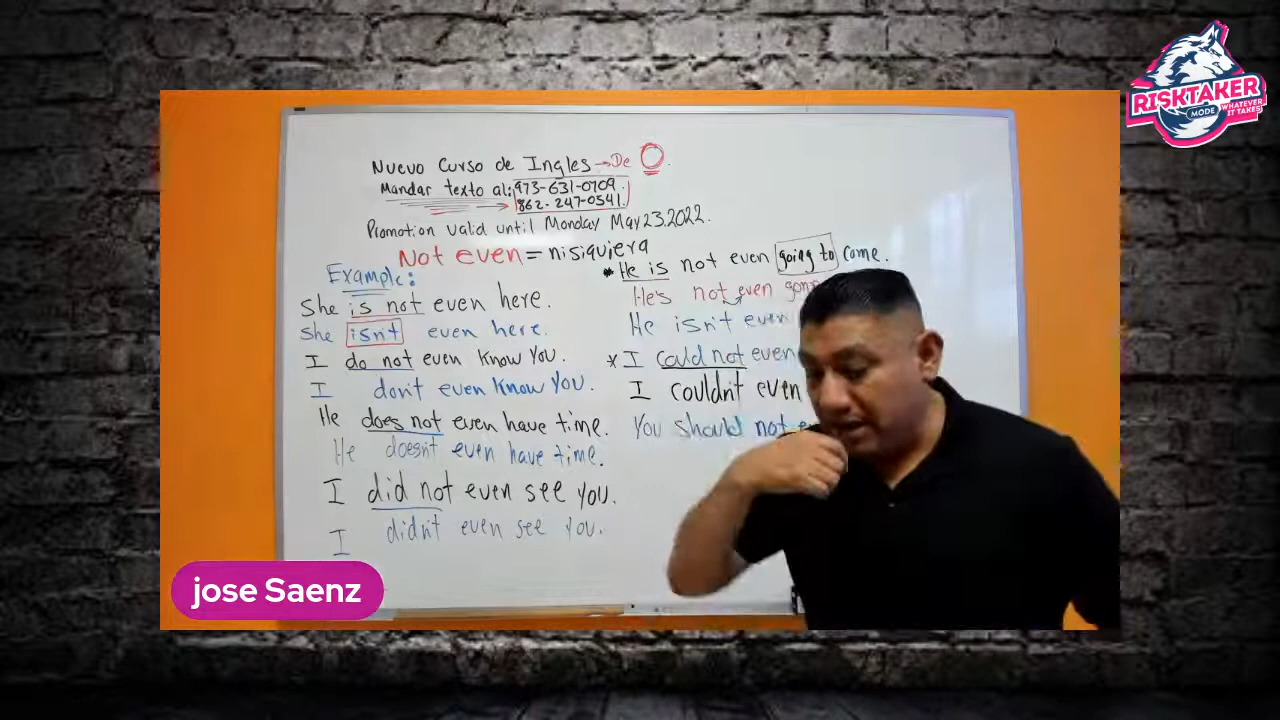 RISKTAKER
MODE
WHATEVER
IT TAKES
Nuevo Curso de Ingles → De O.
Mandar texto al: 973-631-0709.
862-247-0541.
Promotion valid until Monday May 23.2022.
Not even = nisiquiera
Example:
She is not even here.
She isn't even here.
I do not even know you.
I don't even know you.
He does not even have time.
He doesn't even have time.
I did not even see you.
I didn't even see you.
* He is not even going to come.
He's not even
He isn't even
* I could not even
I couldn't even
You should not
jose Saenz